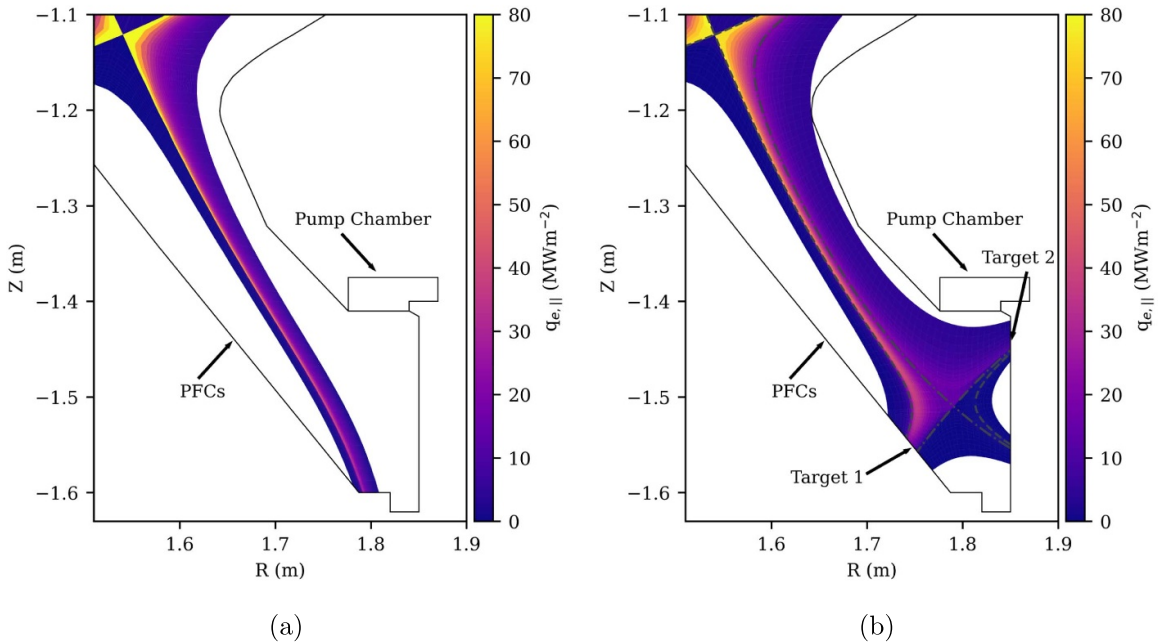 −1.1
−1.2
−1.3
−1.4
−1.5
−1.6
Z (m)
1.6 1.7 1.8 1.9
R (m)
Pump Chamber
PFCs
80
70
60
50
40
30
20
10
0
q_{e,||} (MWm^{−2})
(a)
−1.1
−1.2
−1.3
−1.4
−1.5
−1.6
Z (m)
1.6 1.7 1.8 1.9
R (m)
Pump Chamber
Target 2
PFCs
Target 1
80
70
60
50
40
30
20
10
0
q_{e,||} (MWm^{−2})
(b)